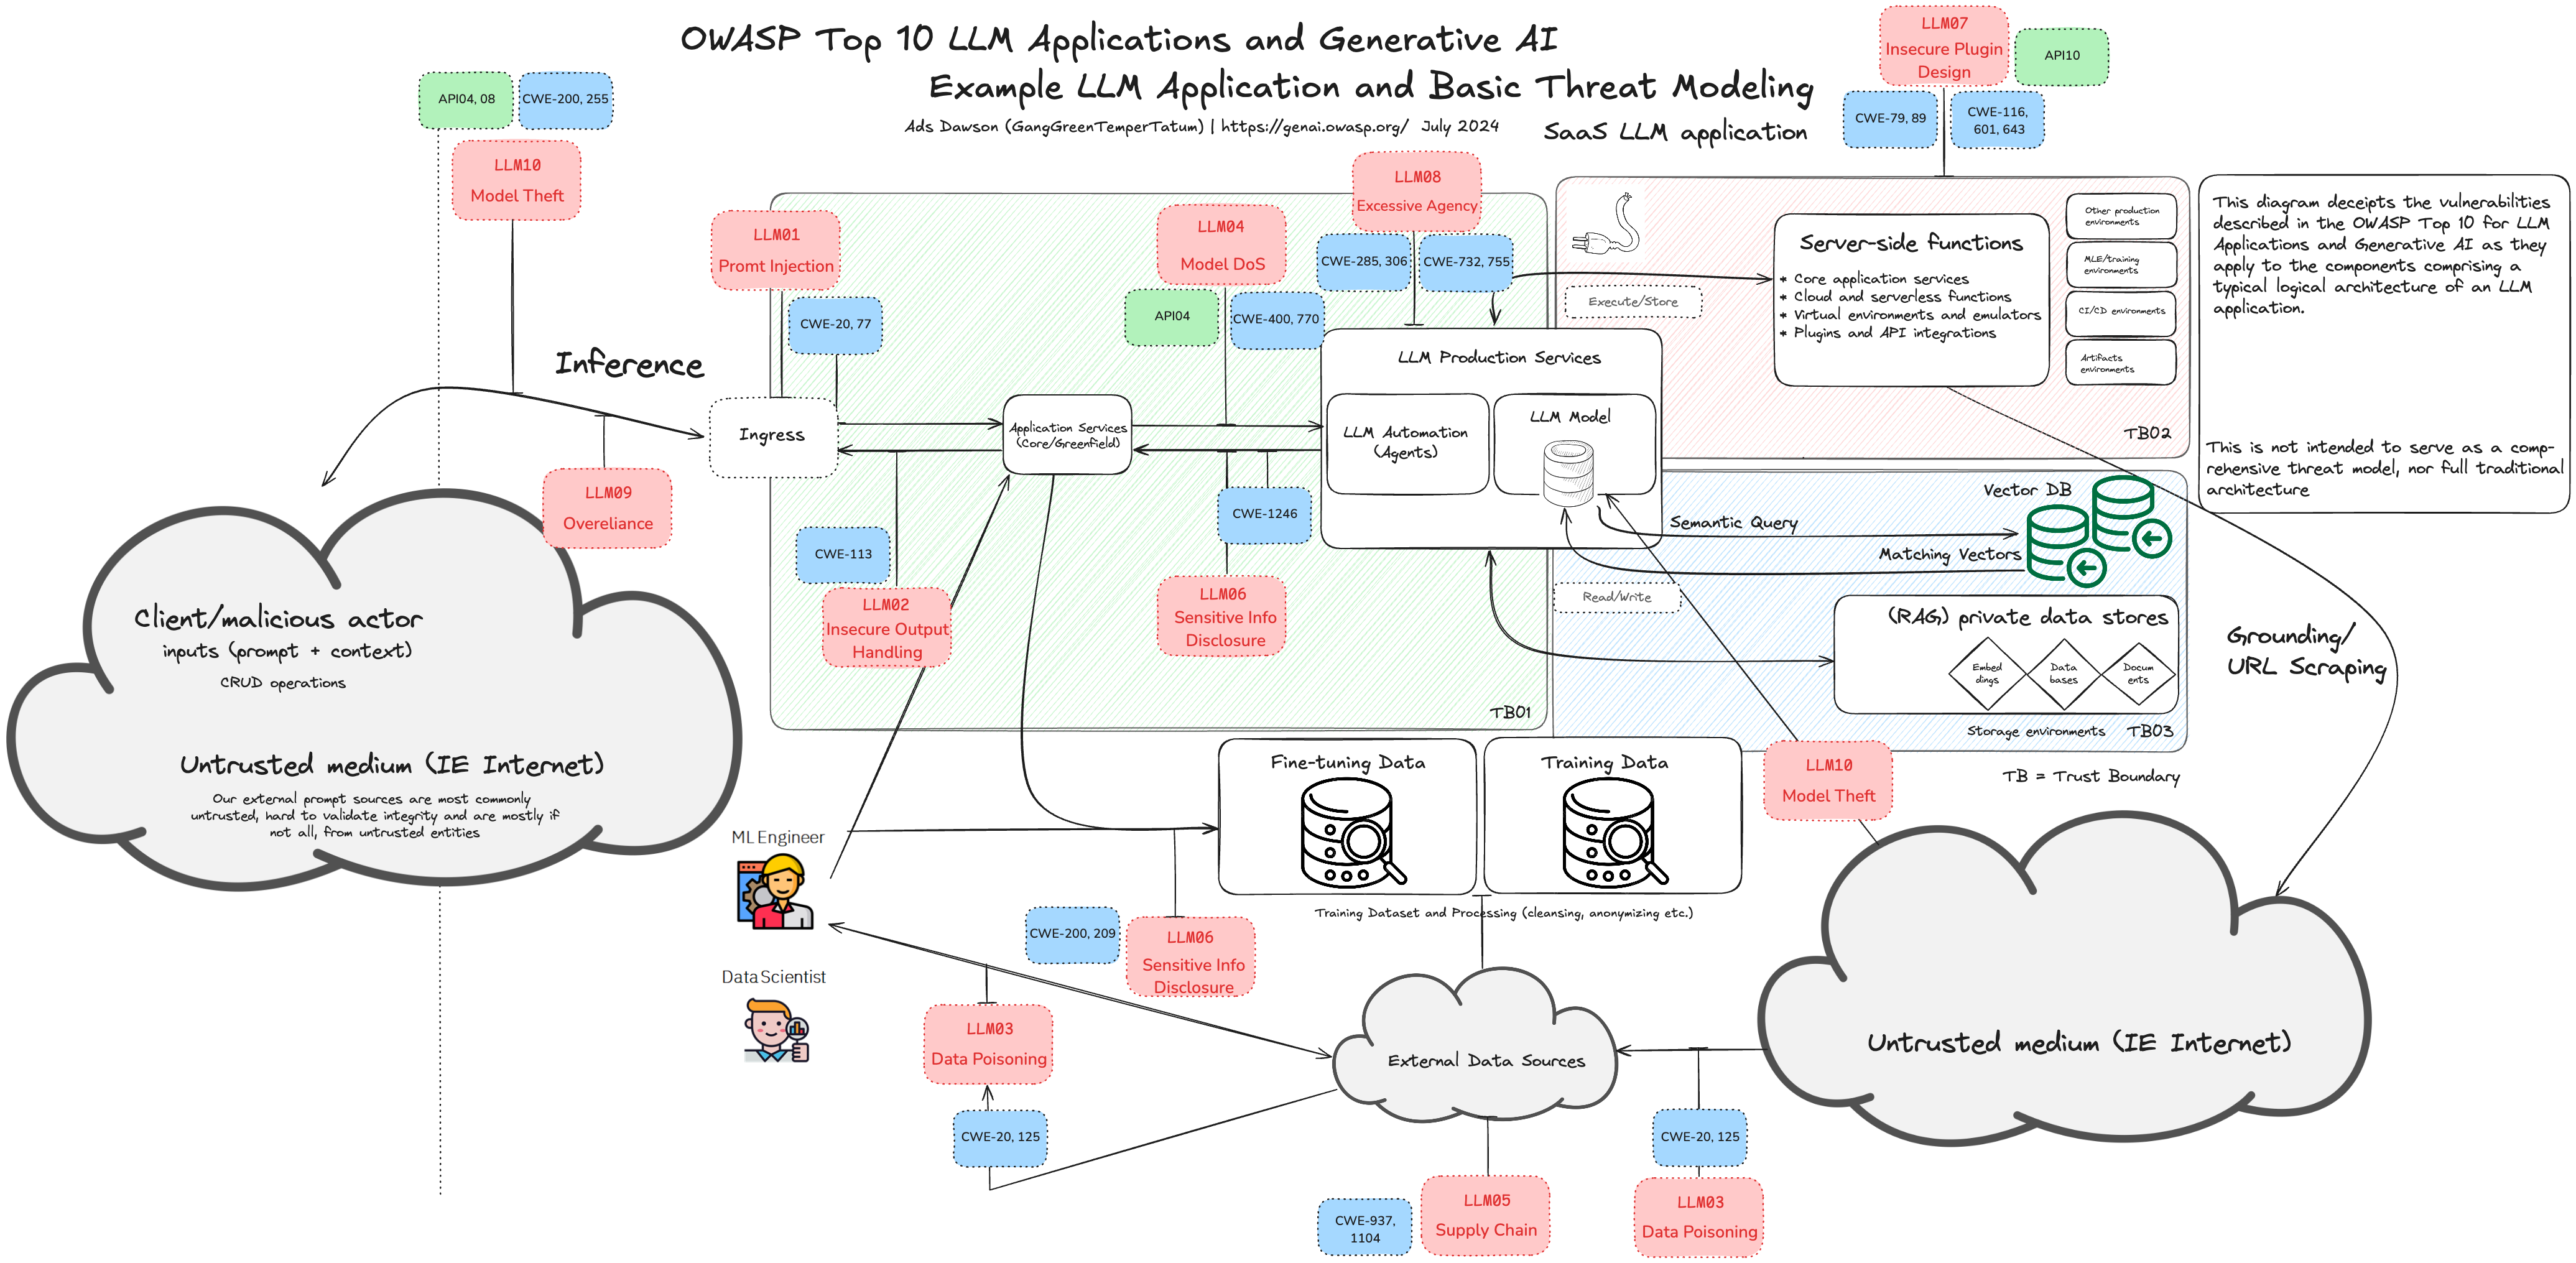 OWASP Top 10 LLM Applications and Generative AI
Example LLM Application and Basic Threat Modeling
Ads Dawson (GangGreenTemperTatum) | https://genai.owasp.org/ July 2024
SaaS LLM application
LLM07
Insecure Plugin
Design
API10
CWE-79, 89
CWE-116,
601, 643
API04, 08
CWE-200, 255
LLM10
Model Theft
LLM01
Promt Injection
CWE-20, 77
LLM04
Model DoS
API04
CWE-400, 770
LLM08
Excessive Agency
CWE-285, 306
CWE-732, 755
Execute/Store
Server-side functions
* Core application services
* Cloud and serverless functions
* Virtual environments and emulators
* Plugins and API integrations
Other production
environments
MLE/training
environments
CI/CD environments
Artifacts
environments
TB02
This diagram deceipts the vulnerabilities
described in the OWASP Top 10 for LLM
Applications and Generative AI as they
apply to the components comprising a
typical logical architecture of an LLM
application.
This is not intended to serve as a comp-
rehensive threat model, nor full traditional
architecture
Inference
Ingress
Application Services
(Core/Greenfield)
LLM Production Services
LLM Automation
(Agents)
LLM Model
LLM09
Overeliance
CWE-113
LLM02
Insecure Output
Handling
CWE-1246
LLM06
Sensitive Info
Disclosure
TB01
Vector DB
Semantic Query
Matching Vectors
Read/Write
(RAG) private data stores
Embed
dings
Data
bases
Docum
ents
Storage environments
TB03
Grounding/
URL Scraping
Client/malicious actor
inputs (prompt + context)
CRUD operations
Untrusted medium (IE Internet)
Our external prompt sources are most commonly
untrusted, hard to validate integrity and are mostly if
not all, from untrusted entities
Fine-tuning Data
Training Data
Training Dataset and Processing (cleansing, anonymizing etc.)
LLM10
Model Theft
TB = Trust Boundary
ML Engineer
Data Scientist
CWE-200, 209
LLM06
Sensitive Info
Disclosure
LLM03
Data Poisoning
CWE-20, 125
External Data Sources
Untrusted medium (IE Internet)
CWE-20, 125
LLM03
Data Poisoning
CWE-937,
1104
LLM05
Supply Chain